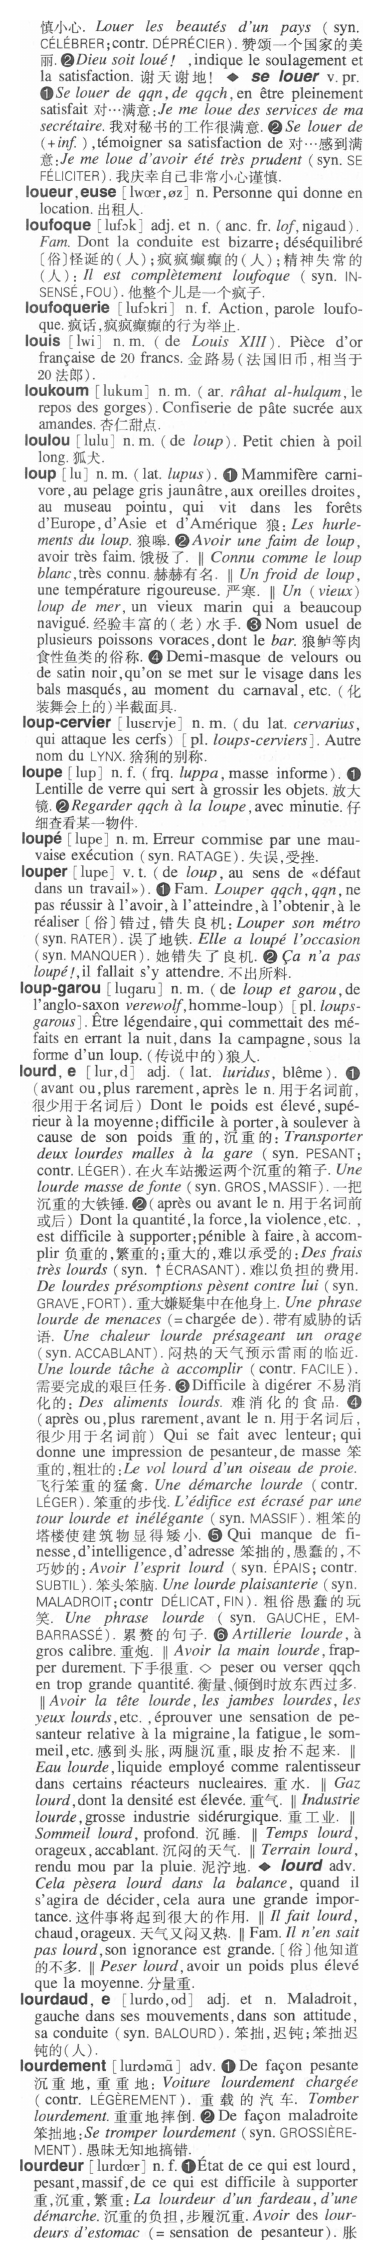 慎小心. Louer les beautés d'un pays (syn.
CÉLÉBRER; contr. DÉPRÉCIER). 赞颂一个国家的美
丽. ❷Dieu soit loué! , indique le soulagement et
la satisfaction. 谢天谢地! ◆ se louer v. pr.
❶Se louer de qqn, de qqch, en être pleinement
satisfait 对…满意:Je me loue des services de ma
secrétaire. 我对秘书的工作很满意. ❷Se louer de
(+inf.), témoigner sa satisfaction de 对…感到满
意:Je me loue d'avoir été très prudent (syn. SE
FÉLICITER). 我庆幸自己非常小心谨慎.
loueur, euse [lwœr, øz] n. Personne qui donne en
location. 出租人.
loufoque [lufɔk] adj. et n. (anc. fr. lof, nigaud).
Fam. Dont la conduite est bizarre; déséquilibré
[俗]怪诞的(人);疯疯癫癫的(人);精神失常的
(人): Il est complètement loufoque (syn. IN-
SENSÉ, FOU). 他整个儿是一个疯子.
loufoquerie [lufɔkri] n. f. Action, parole loufo-
que. 疯话,疯疯癫癫的行为举止.
louis [lwi] n. m. (de Louis XIII). Pièce d'or
française de 20 francs. 金路易(法国旧币,相当于
20 法郎).
loukoum [lukum] n. m. (ar. râhat al-hulqum, le
repos des gorges). Confiserie de pâte sucrée aux
amandes. 杏仁甜点.
loulou [lulu] n. m. (de loup). Petit chien à poil
long. 狐犬.
loup [lu] n. m. (lat. lupus). ❶Mammifère carni-
vore, au pelage gris jaunâtre, aux oreilles droites,
au museau pointu, qui vit dans les forêts
d'Europe, d'Asie et d'Amérique 狼: Les hurle-
ments du loup. 狼嗥. ❷Avoir une faim de loup,
avoir très faim. 饿极了. ‖ Connu comme le loup
blanc, très connu. 赫赫有名. ‖ Un froid de loup,
une température rigoureuse. 严寒. ‖ Un (vieux)
loup de mer, un vieux marin qui a beaucoup
navigué. 经验丰富的(老)水手. ❸Nom usuel de
plusieurs poissons voraces, dont le bar. 狼鲈等肉
食性鱼类的俗称. ❹Demi-masque de velours ou
de satin noir, qu'on se met sur le visage dans les
bals masqués, au moment du carnaval, etc. (化
装舞会上的)半截面具.
loup-cervier [lusɛrvje] n. m. (du lat. cervarius,
qui attaque les cerfs) [pl. loups-cerviers]. Autre
nom du LYNX. 猞猁的别称.
loupe [lup] n. f. (frq. luppa, masse informe). ❶
Lentille de verre qui sert à grossir les objets. 放大
镜. ❷Regarder qqch à la loupe, avec minutie. 仔
细查看某一物件.
loupé [lupe] n. m. Erreur commise par une mau-
vaise exécution (syn. RATAGE). 失误,受挫.
louper [lupe] v. t. (de loup, au sens de «défaut
dans un travail»). ❶Fam. Louper qqch, qqn, ne
pas réussir à l'avoir, à l'atteindre, à l'obtenir, à le
réaliser [俗]错过,错失良机: Louper son métro
(syn. RATER). 误了地铁. Elle a loupé l'occasion
(syn. MANQUER). 她错失了良机. ❷ Ça n'a pas
loupé!, il fallait s'y attendre. 不出所料.
loup-garou [lugaru] n. m. (de loup et garou, de
l'anglo-saxon verewolf, homme-loup) [pl. loups-
garous]. Être légendaire, qui commettait des mé-
faits en errant la nuit, dans la campagne, sous la
forme d'un loup. (传说中的)狼人.
lourd, e [lur, d] adj. (lat. luridus, blême). ❶
(avant ou, plus rarement, après le n. 用于名词前,
很少用于名词后) Dont le poids est élevé, supé-
rieur à la moyenne; difficile à porter, à soulever à
cause de son poids 重的,沉重的: Transporter
deux lourdes malles à la gare (syn. PESANT;
contr. LÉGER). 在火车站搬运两个沉重的箱子. Une
lourde masse de fonte (syn. GROS, MASSIF). 一把
沉重的大铁锤. ❷(après ou avant le n. 用于名词前
或后) Dont la quantité, la force, la violence, etc. ,
est difficile à supporter; pénible à faire, à accom-
plir 负重的,繁重的;重大的,难以承受的: Des frais
très lourds (syn. ↑ÉCRASANT). 难以负担的费用.
De lourdes présomptions pèsent contre lui (syn.
GRAVE, FORT). 重大嫌疑集中在他身上. Une phrase
lourde de menaces (=chargée de). 带有威胁的话
语. Une chaleur lourde présageant un orage
(syn. ACCABLANT). 闷热的天气预示雷雨的临近.
Une lourde tâche à accomplir (contr. FACILE).
需要完成的艰巨任务. ❸Difficile à digérer 不易消
化的: Des aliments lourds. 难消化的食品. ❹
(après ou, plus rarement, avant le n. 用于名词后,
很少用于名词前) Qui se fait avec lenteur; qui
donne une impression de pesanteur, de masse 笨
重的,粗壮的: Le vol lourd d'un oiseau de proie.
飞行笨重的猛禽. Une démarche lourde (contr.
LÉGER). 笨重的步伐. L'édifice est écrasé par une
tour lourde et inélégante (syn. MASSIF). 粗笨的
塔楼使建筑物显得矮小. ❺Qui manque de fi-
nesse, d'intelligence, d'adresse 笨拙的,愚蠢的,不
巧妙的: Avoir l'esprit lourd (syn. ÉPAIS; contr.
SUBTIL). 笨头笨脑. Une lourde plaisanterie (syn.
MALADROIT; contr DÉLICAT, FIN). 粗俗愚蠢的玩
笑. Une phrase lourde (syn. GAUCHE, EM-
BARRASSÉ). 累赘的句子. ❻Artillerie lourde, à
gros calibre. 重炮. ‖ Avoir la main lourde, frap-
per durement. 下手很重. ◇ peser ou verser qqch
en trop grande quantité. 衡量、倾倒时放东西过多.
‖ Avoir la tête lourde, les jambes lourdes, les
yeux lourds, etc. , éprouver une sensation de pe-
santeur relative à la migraine, la fatigue, le som-
meil, etc. 感到头胀,两腿沉重,眼皮抬不起来. ‖
Eau lourde, liquide employé comme ralentisseur
dans certains réacteurs nucleaires. 重水. ‖ Gaz
lourd, dont la densité est élevée. 重气. ‖ Industrie
lourde, grosse industrie sidérurgique. 重工业. ‖
Sommeil lourd, profond. 沉睡. ‖ Temps lourd,
orageux, accablant. 沉闷的天气. ‖ Terrain lourd,
rendu mou par la pluie. 泥泞地. ◆ lourd adv.
Cela pèsera lourd dans la balance, quand il
s'agira de décider, cela aura une grande impor-
tance. 这件事将起到很大的作用. ‖ Il fait lourd,
chaud, orageux. 天气又闷又热. ‖ Fam. Il n'en sait
pas lourd, son ignorance est grande. [俗]他知道
的不多. ‖ Peser lourd, avoir un poids plus élevé
que la moyenne. 分量重.
lourdaud, e [lurdo, od] adj. et n. Maladroit,
gauche dans ses mouvements, dans son attitude,
sa conduite (syn. BALOURD). 笨拙,迟钝;笨拙迟
钝的(人).
lourdement [lurdəmɑ̃] adv. ❶De façon pesante
沉重地,重重地: Voiture lourdement chargée
(contr. LÉGÈREMENT). 重载的汽车. Tomber
lourdement. 重重地摔倒. ❷De façon maladroite
笨拙地:Se tromper lourdement (syn. GROSSIÈRE-
MENT). 愚昧无知地搞错.
lourdeur [lurdœr] n. f. ❶État de ce qui est lourd,
pesant, massif, de ce qui est difficile à supporter
重,沉重,繁重: La lourdeur d'un fardeau, d'une
démarche. 沉重的负担,步履沉重. Avoir des lour-
deurs d'estomac (= sensation de pesanteur). 胀